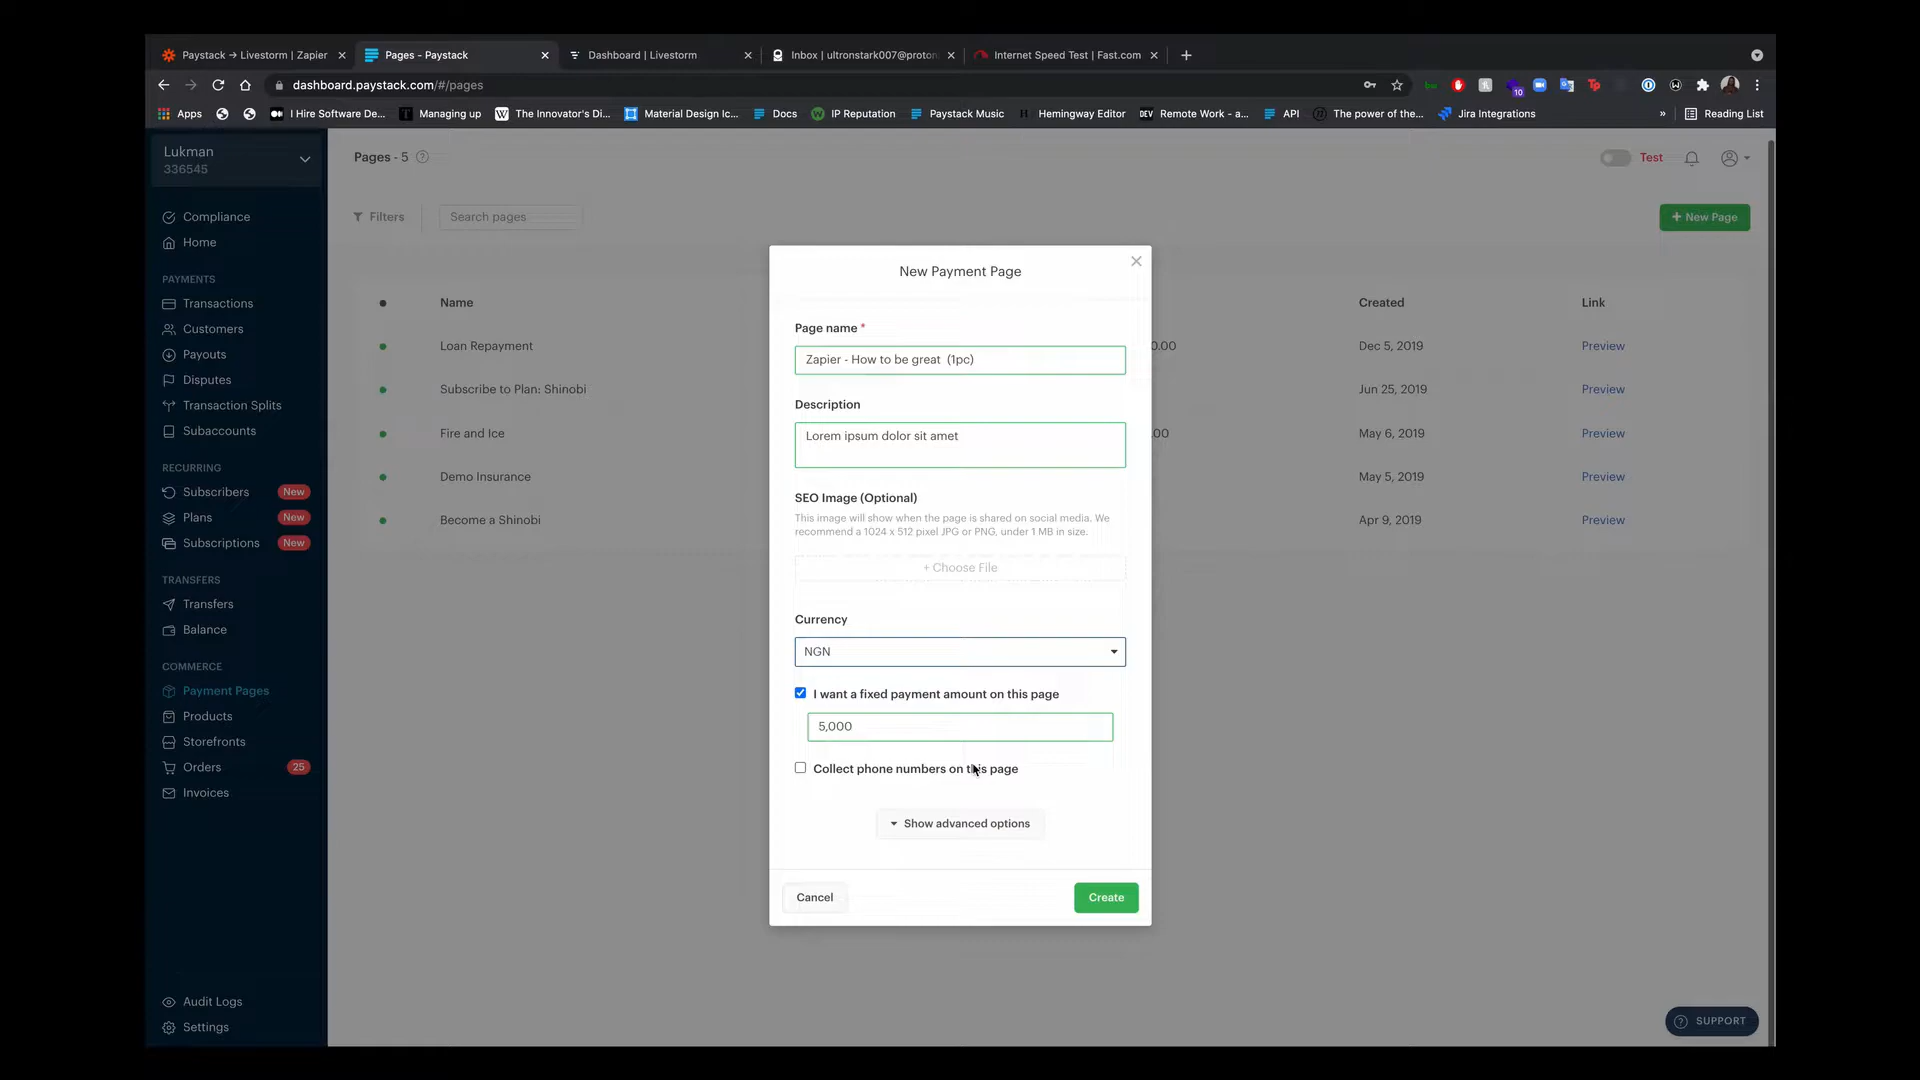 Paystack → Livestorm | Zapier
Pages - Paystack
Dashboard | Livestorm
Inbox | ultronstark007@proton
Internet Speed Test | Fast.com
dashboard.paystack.com/#/pages
10
Apps
I Hire Software De...
Managing up
The Innovator's Di...
Material Design Ic...
Docs
IP Reputation
Paystack Music
Hemingway Editor
DEV
Remote Work - a...
API
The power of the...
Jira Integrations
»
Reading List
Lukman
336545
Compliance
Home
PAYMENTS
Transactions
Customers
Payouts
Disputes
Transaction Splits
Subaccounts
RECURRING
Subscribers New
Plans New
Subscriptions New
TRANSFERS
Transfers
Balance
COMMERCE
Payment Pages
Products
Storefronts
Orders 25
Invoices
Audit Logs
Settings
Pages - 5
Test
Filters
Search pages
+ New Page
Name
Created
Link
Loan Repayment
0.00
Dec 5, 2019
Preview
Subscribe to Plan: Shinobi
Jun 25, 2019
Preview
Fire and Ice
00
May 6, 2019
Preview
Demo Insurance
May 5, 2019
Preview
Become a Shinobi
Apr 9, 2019
Preview
New Payment Page
Page name *
Zapier - How to be great (1pc)
Description
Lorem ipsum dolor sit amet
SEO Image (Optional)
This image will show when the page is shared on social media. We
recommend a 1024 x 512 pixel JPG or PNG, under 1 MB in size.
+ Choose File
Currency
NGN
I want a fixed payment amount on this page
5,000
Collect phone numbers on this page
Show advanced options
Cancel
Create
SUPPORT